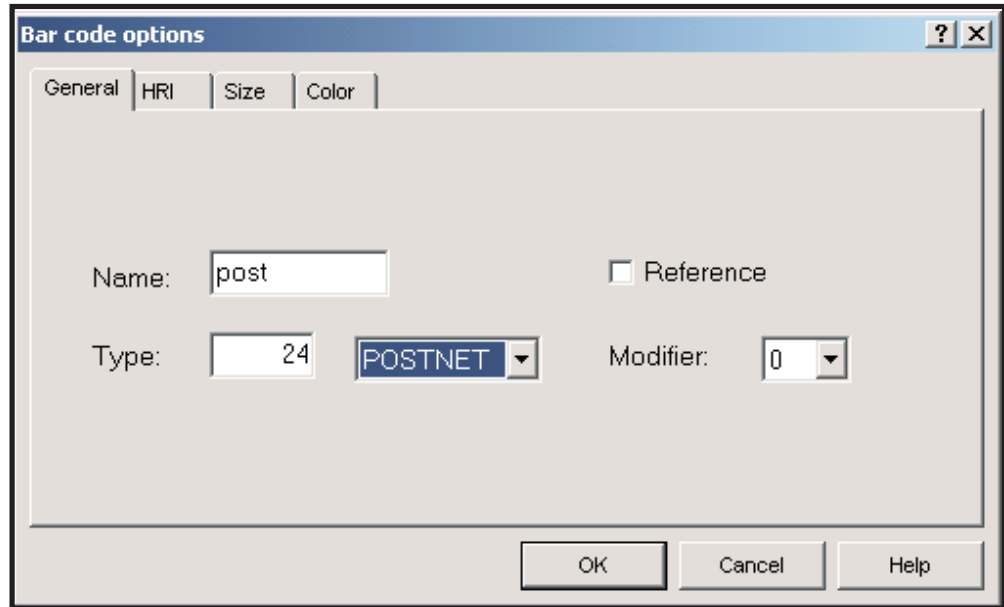 Bar code options
General HRI Size Color
Name: post Reference
Type: 24 POSTNET Modifier: 0
OK Cancel Help